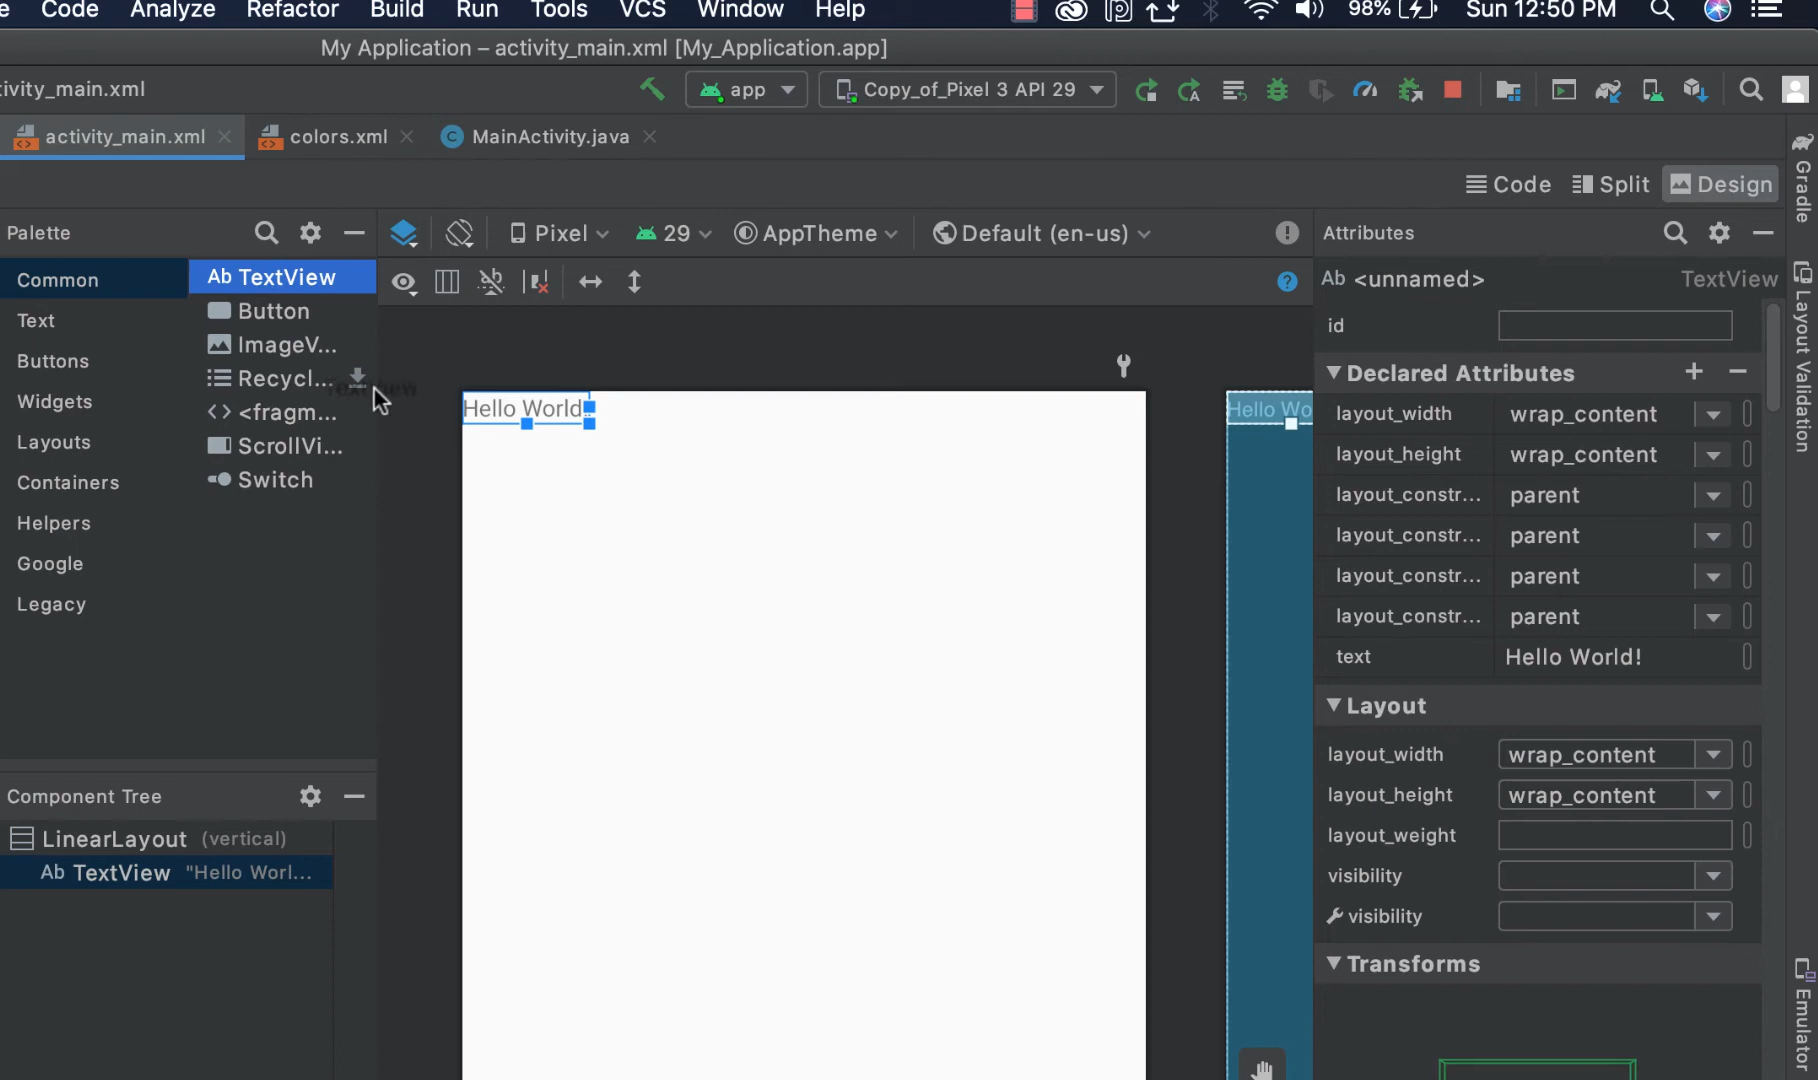 e Code Analyze Refactor Build Run Tools VCS Window Help 98% Sun 12:50 PM
My Application – activity_main.xml [My_Application.app]
tivity_main.xml
app
Copy_of_Pixel 3 API 29
activity_main.xml
colors.xml
MainActivity.java
Code
Split
Design
Palette
Common
Text
Buttons
Widgets
Layouts
Containers
Helpers
Google
Legacy
Ab TextView
Button
ImageV...
Recycl...
<> <fragm...
ScrollVi...
Switch
TextView
Pixel
29
AppTheme
Default (en-us)
Hello World!
Hello Wo
Component Tree
LinearLayout (vertical)
Ab TextView "Hello Worl...
Attributes
Ab <unnamed> TextView
id
Declared Attributes
layout_width wrap_content
layout_height wrap_content
layout_constr... parent
layout_constr... parent
layout_constr... parent
layout_constr... parent
text Hello World!
Layout
layout_width wrap_content
layout_height wrap_content
layout_weight
visibility
visibility
Transforms
Gradle
Layout Validation
Emulator